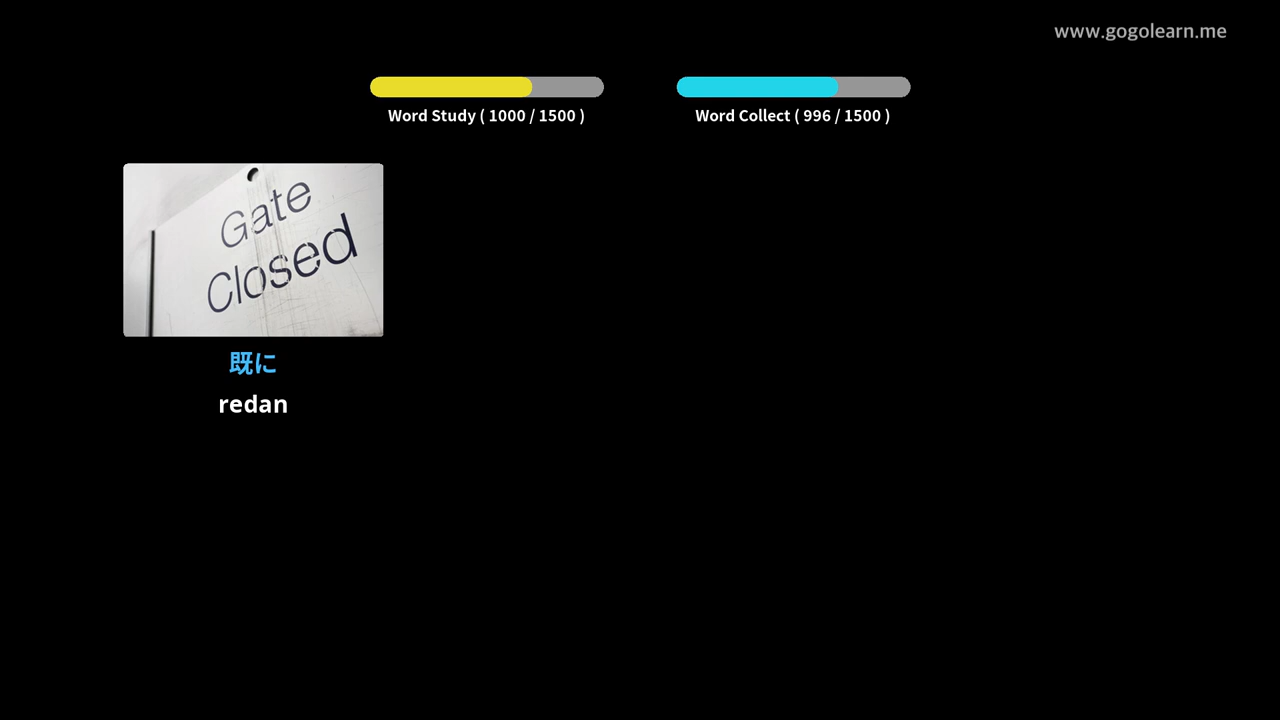 www.gogolearn.me
Word Study ( 1000 / 1500 )
Word Collect ( 996 / 1500 )
Gate
Closed
既に
redan